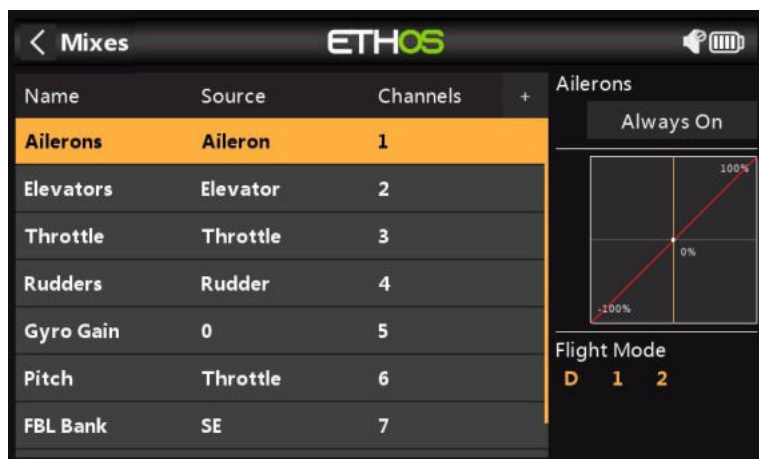 Mixes ETHOS
Name Source Channels +
Ailerons Aileron 1
Elevators Elevator 2
Throttle Throttle 3
Rudders Rudder 4
Gyro Gain 0 5
Pitch Throttle 6
FBL Bank SE 7
Ailerons
Always On
100%
0%
-100%
Flight Mode
D 1 2